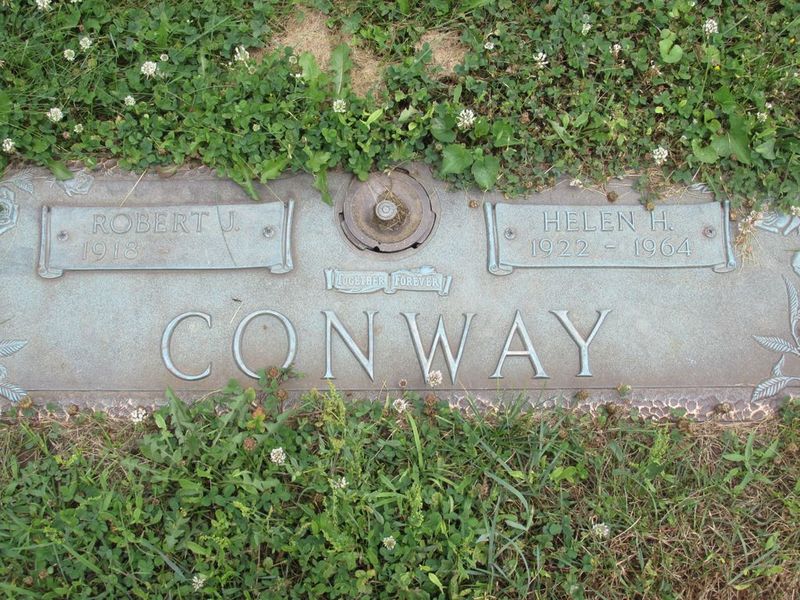 ROBERT J.
1918 -
HELEN H.
1922 - 1964
TOGETHER FOREVER
CONWAY